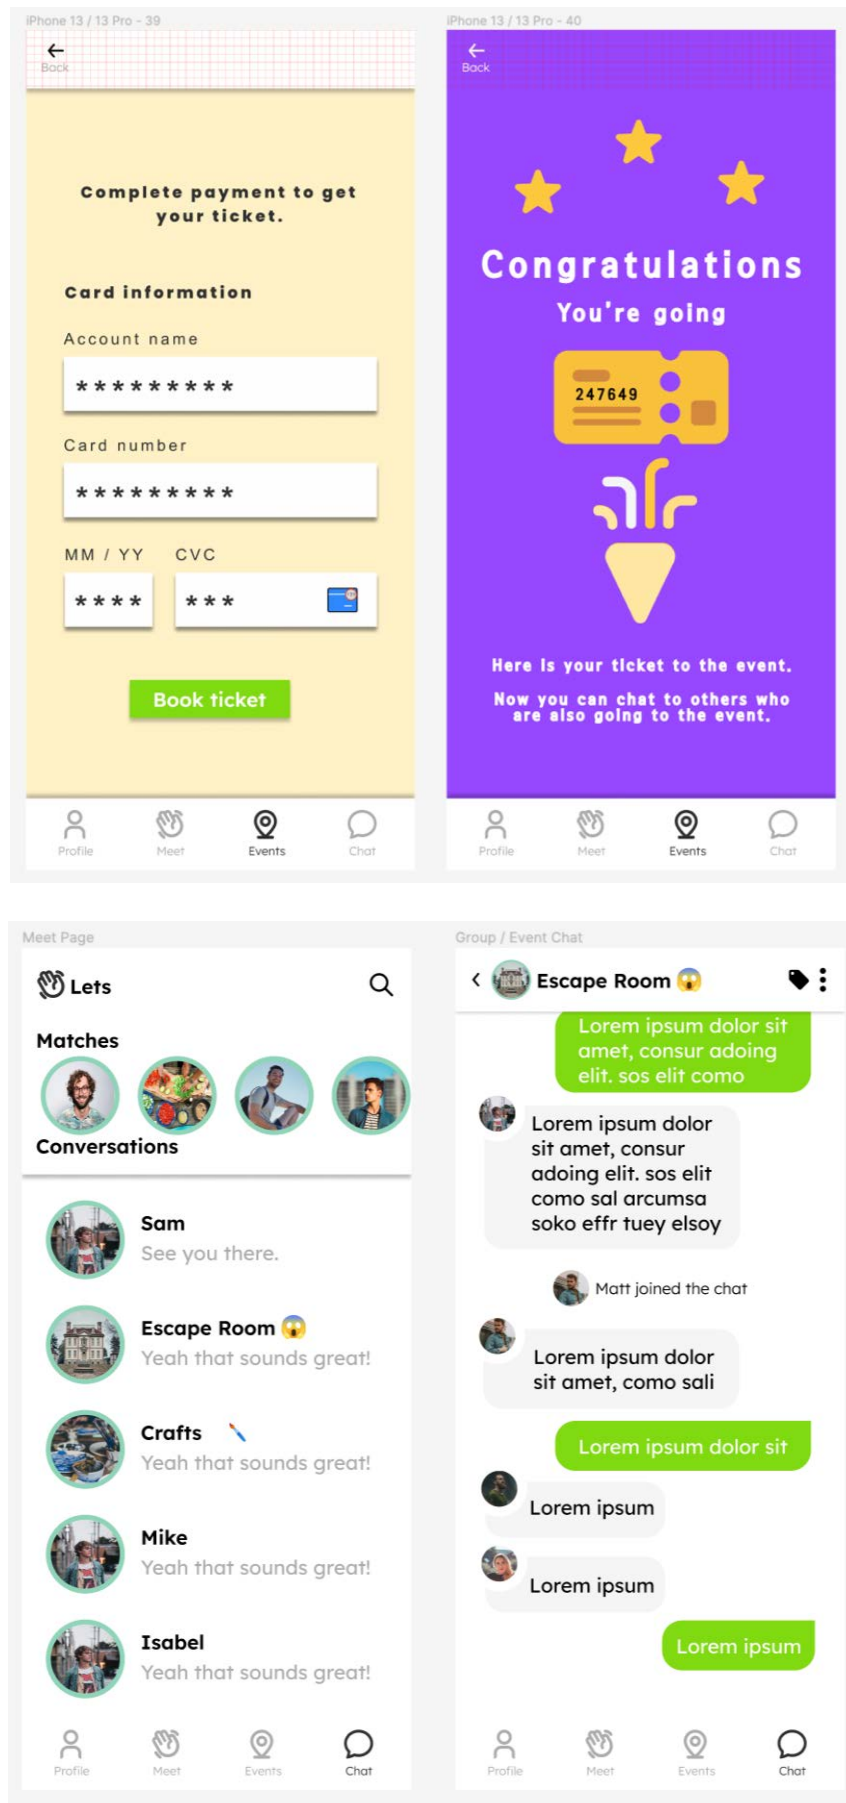 iPhone 13 / 13 Pro - 39
Back
Complete payment to get
your ticket.
Card information
Account name
*********
Card number
*********
MM / YY CVC
**** ***
Book ticket
Profile Meet Events Chat
iPhone 13 / 13 Pro - 40
Back
Congratulations
You're going
247649
Here is your ticket to the event.
Now you can chat to others who
are also going to the event.
Profile Meet Events Chat
Meet Page
Lets
Matches
Conversations
Sam
See you there.
Escape Room 😱
Yeah that sounds great!
Crafts
Yeah that sounds great!
Mike
Yeah that sounds great!
Isabel
Yeah that sounds great!
Profile Meet Events Chat
Group / Event Chat
Escape Room 😱
Lorem ipsum dolor sit
amet, consur adoing
elit. sos elit como
Lorem ipsum dolor
sit amet, consur
adoing elit. sos elit
como sal arcumsa
soko effr tuey elsoy
Matt joined the chat
Lorem ipsum dolor
sit amet, como sali
Lorem ipsum dolor sit
Lorem ipsum
Lorem ipsum
Lorem ipsum
Profile Meet Events Chat